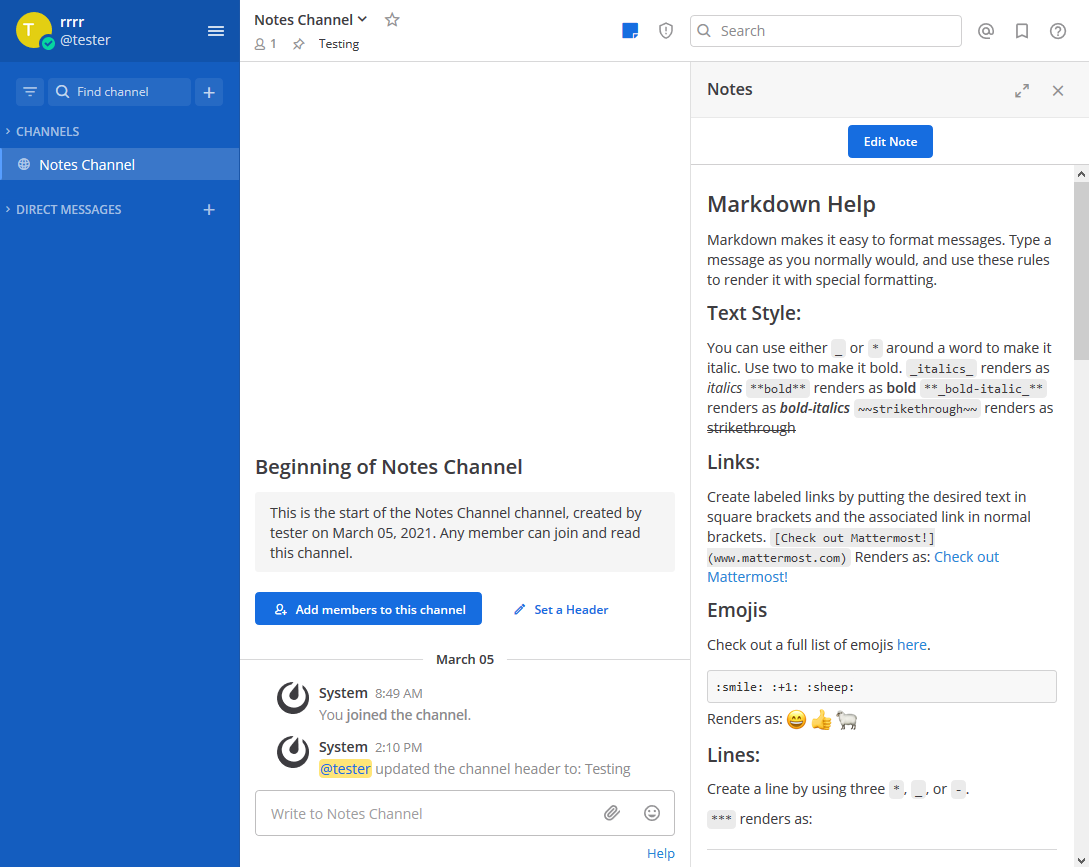 T
rrrr
@tester
Find channel
CHANNELS
Notes Channel
DIRECT MESSAGES
Notes Channel
1
Testing
Search
Beginning of Notes Channel
This is the start of the Notes Channel channel, created by
tester on March 05, 2021. Any member can join and read
this channel.
Add members to this channel
Set a Header
March 05
System 8:49 AM
You joined the channel.
System 2:10 PM
@tester updated the channel header to: Testing
Write to Notes Channel
Help
Notes
Edit Note
Markdown Help
Markdown makes it easy to format messages. Type a
message as you normally would, and use these rules
to render it with special formatting.
Text Style:
You can use either _ or * around a word to make it
italic. Use two to make it bold. _italics_ renders as
italics **bold** renders as bold **_bold-italic_**
renders as bold-italics ~~strikethrough~~ renders as
strikethrough
Links:
Create labeled links by putting the desired text in
square brackets and the associated link in normal
brackets. [Check out Mattermost!]
(www.mattermost.com) Renders as: Check out
Mattermost!
Emojis
Check out a full list of emojis here.
:smile: :+1: :sheep:
Renders as: 😄 👍 🐑
Lines:
Create a line by using three *, _, or -.
*** renders as: